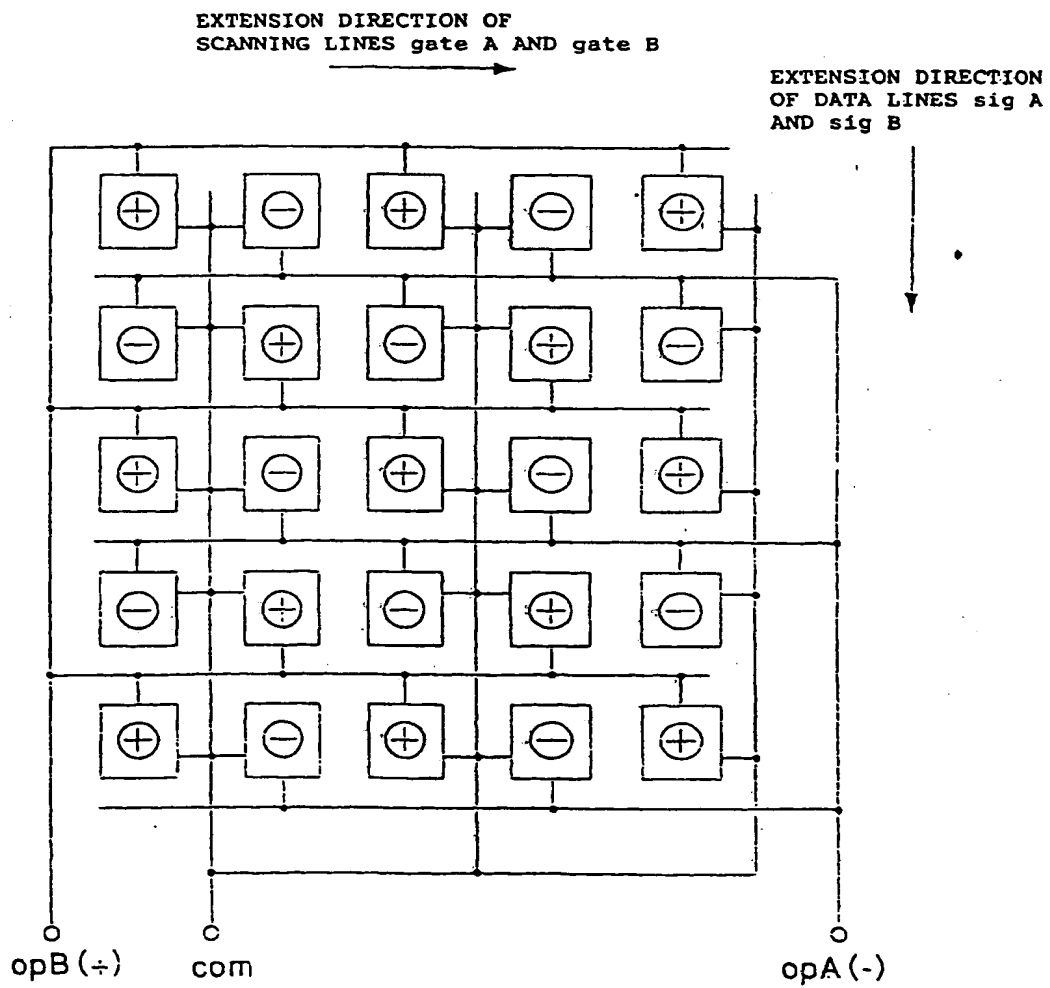 EXTENSION DIRECTION OF
SCANNING LINES gate A AND gate B
EXTENSION DIRECTION
OF DATA LINES sig A
AND sig B
+ - + - +
- + - + -
+ - + - +
- + - + -
+ - + - +
opB (÷)
com
opA (-)